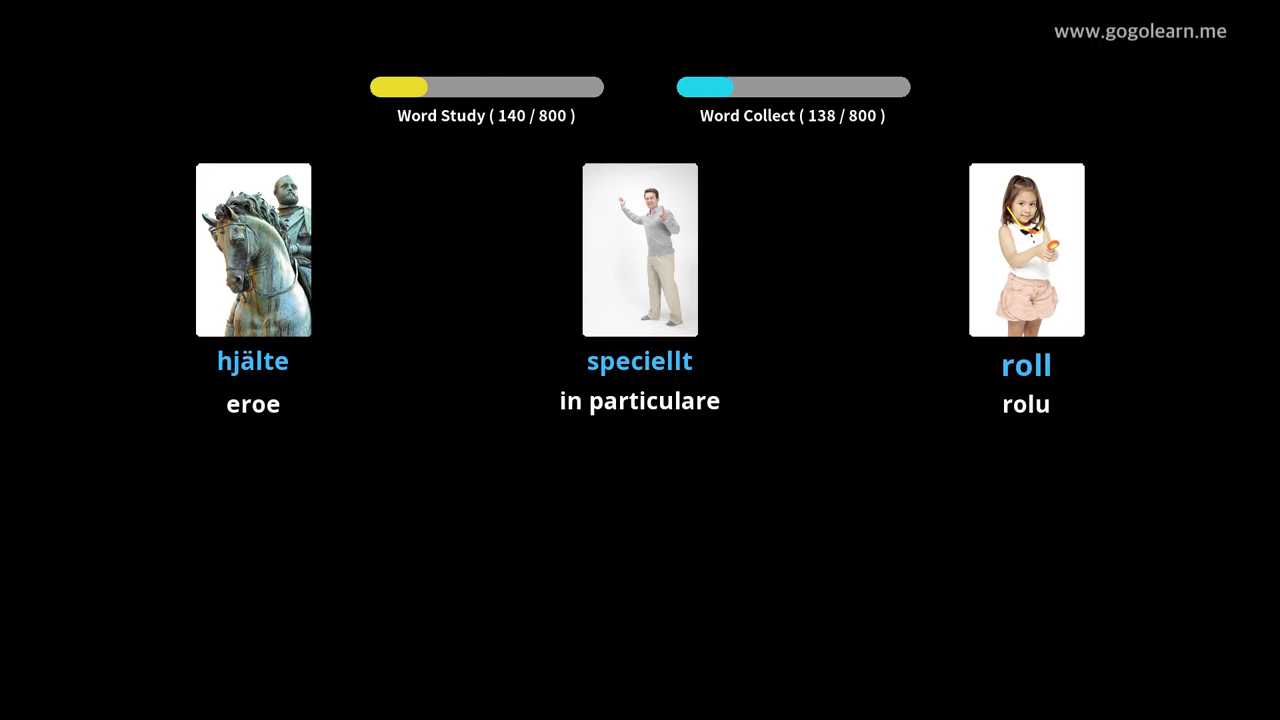 www.gogolearn.me
Word Study ( 140 / 800 )
Word Collect ( 138 / 800 )
hjälte
speciellt
roll
eroe
in particulare
rolu